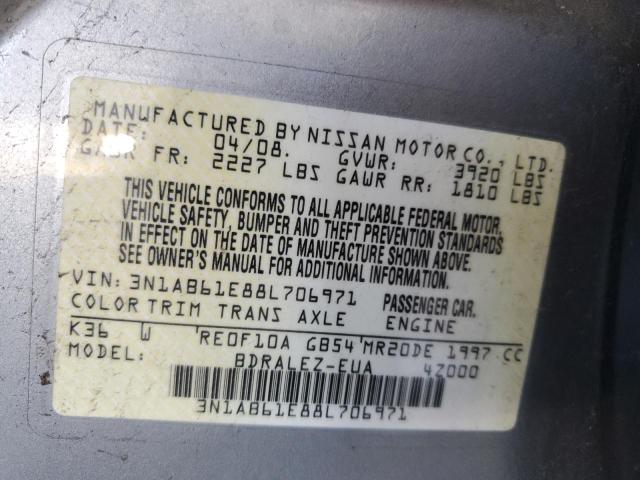 MANUFACTURED BY NISSAN MOTOR CO., LTD.
DATE: 04/08. GVWR: 3920 LBS
GAWR FR: 2227 LBS GAWR RR: 1810 LBS
THIS VEHICLE CONFORMS TO ALL APPLICABLE FEDERAL MOTOR
VEHICLE SAFETY, BUMPER AND THEFT PREVENTION STANDARDS
IN EFFECT ON THE DATE OF MANUFACTURE SHOWN ABOVE.
SEE OWNER'S MANUAL FOR ADDITIONAL INFORMATION.
VIN: 3N1AB61E88L706971 PASSENGER CAR.
COLOR TRIM TRANS AXLE ENGINE
K36 W RE0F10A GB54 MR20DE 1997 CC
MODEL: BDRALEZ-EUA 4Z000
3N1AB61E88L706971